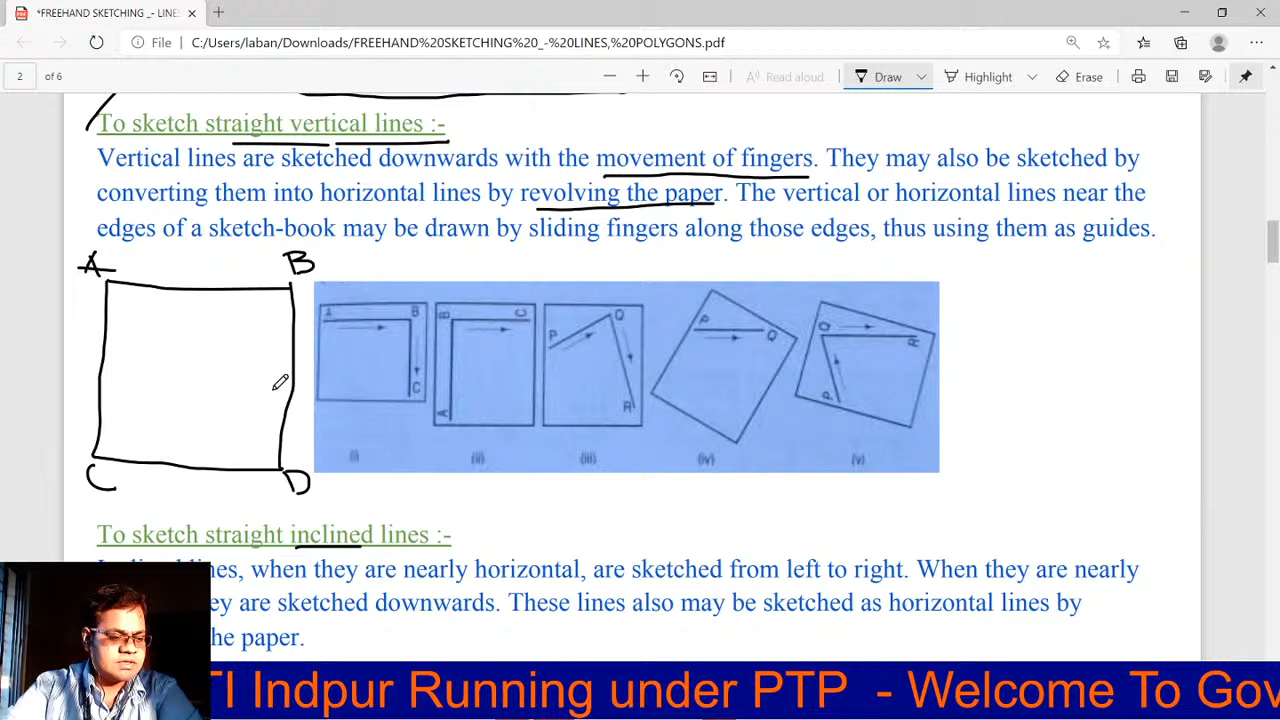 *FREEHAND SKETCHING _- LINE
File C:/Users/laban/Downloads/FREEHAND%20SKETCHING%20_-%20LINES,%20POLYGONS.pdf
2 of 6 Read aloud Draw Highlight Erase
To sketch straight vertical lines :-
Vertical lines are sketched downwards with the movement of fingers. They may also be sketched by
converting them into horizontal lines by revolving the paper. The vertical or horizontal lines near the
edges of a sketch-book may be drawn by sliding fingers along those edges, thus using them as guides.
A B
C D
A B C
A B C
P Q R
P Q
P Q R
(i) (ii) (iii) (iv) (v)
To sketch straight inclined lines :-
lines, when they are nearly horizontal, are sketched from left to right. When they are nearly
are sketched downwards. These lines also may be sketched as horizontal lines by
the paper.
TI Indpur Running under PTP - Welcome To Gov